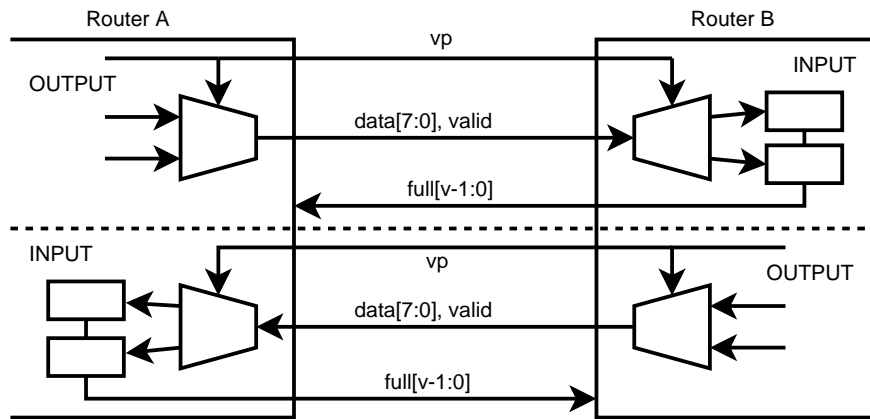 Router A
Router B
vp
OUTPUT
INPUT
data[7:0], valid
full[v-1:0]
INPUT
vp
OUTPUT
data[7:0], valid
full[v-1:0]